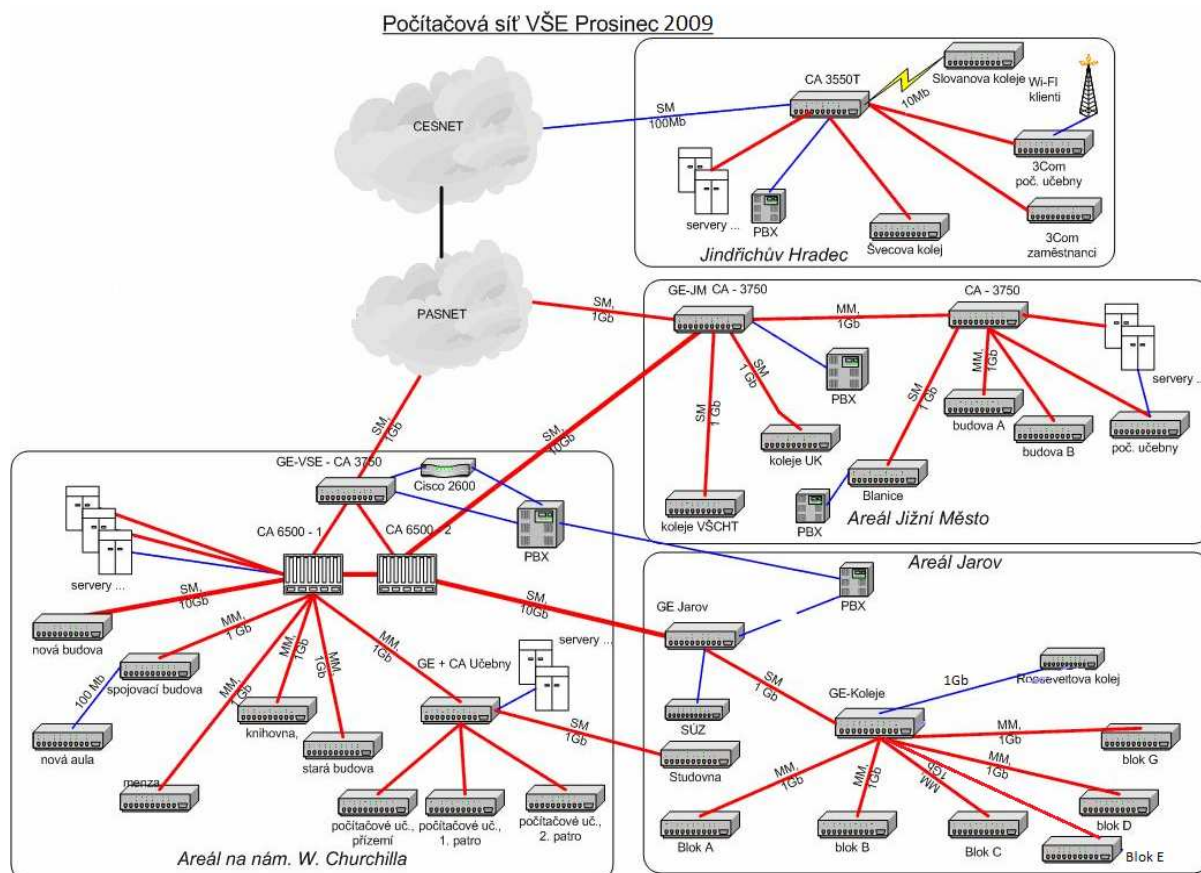 Počítačová síť VŠE Prosinec 2009
CESNET
SM
100Mb
CA 3550T
10Mb
Slovanova koleje
Wi-FI
klienti
servery ...
PBX
Švecova kolej
3Com
poč. učebny
3Com
zaměstnanci
Jindřichův Hradec
PASNET
SM,
1Gb
GE-JM CA - 3750
MM,
1Gb
CA - 3750
SM
1 Gb
SM
1 Gb
PBX
koleje UK
koleje VŠCHT
SM
1 Gb
MM,
1Gb
servery ...
budova A
budova B
poč. učebny
Blanice
PBX
Areál Jižní Město
SM,
1Gb
SM,
10Gb
GE-VSE - CA 3750
Cisco 2600
PBX
CA 6500 - 1
CA 6500 - 2
servery ...
SM,
10Gb
nová budova
MM,
1 Gb
spojovací budova
100 Mb
nová aula
MM,
1 Gb
menza
MM,
1Gb
knihovna,
MM,
1Gb
stará budova
MM,
1Gb
GE + CA Učebny
servery ...
počítačové uč.,
přízemí
počítačové uč.,
1. patro
počítačové uč.,
2. patro
Areál na nám. W. Churchilla
SM,
10Gb
SM
1Gb
Areál Jarov
PBX
GE Jarov
SÚZ
Studovna
SM
1 Gb
GE-Koleje
1Gb
MM,
1Gb
blok G
MM,
1Gb
Blok A
MM,
1Gb
blok B
MM
1Gb
Blok C
MM,
1Gb
blok D
Blok E